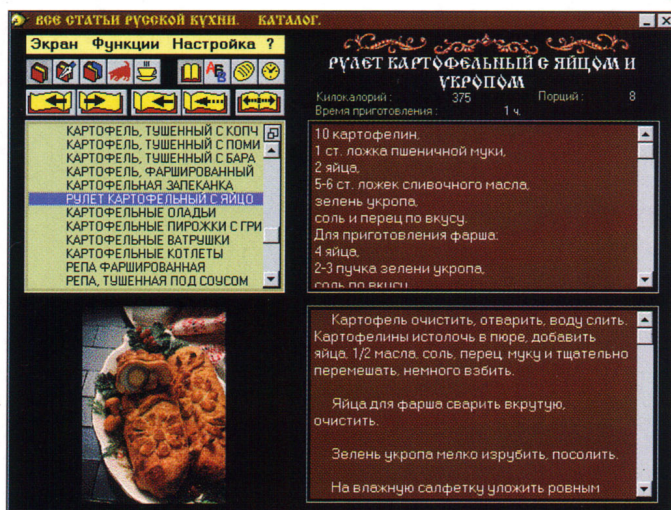 ВСЕ СТАТЬИ РУССКОЙ КУХНИ. КАТАЛОГ.
Экран Функции Настройка ?
РУЛЕТ КАРТОФЕЛЬНЫЙ С ЯЙЦОМ И
УКРОПОМ
Килокалорий : 375 Порций : 8
Время приготовления : 1 ч.
КАРТОФЕЛЬ, ТУШЕННЫЙ С КОПЧ
КАРТОФЕЛЬ, ТУШЕННЫЙ С ПОМИ
КАРТОФЕЛЬ, ТУШЕННЫЙ С БАРА
КАРТОФЕЛЬ, ФАРШИРОВАННЫЙ
КАРТОФЕЛЬНАЯ ЗАПЕКАНКА
РУЛЕТ КАРТОФЕЛЬНЫЙ С ЯЙЦО
КАРТОФЕЛЬНЫЕ ОЛАДЬИ
КАРТОФЕЛЬНЫЕ ПИРОЖКИ С ГРИ
КАРТОФЕЛЬНЫЕ ВАТРУШКИ
КАРТОФЕЛЬНЫЕ КОТЛЕТЫ
РЕПА ФАРШИРОВАННАЯ
РЕПА, ТУШЕННАЯ ПОД СОУСОМ
10 картофелин,
1 ст. ложка пшеничной муки,
2 яйца,
5-6 ст. ложек сливочного масла,
зелень укропа,
соль и перец по вкусу.
Для приготовления фарша:
4 яйца,
2-3 пучка зелени укропа,
соль по вкусу
Картофель очистить, отварить, воду слить.
Картофелины истолочь в пюре, добавить
яйца, 1/2 масла, соль, перец, муку и тщательно
перемешать, немного взбить.
Яйца для фарша сварить вкрутую,
очистить.
Зелень укропа мелко изрубить, посолить.
На влажную салфетку уложить ровным